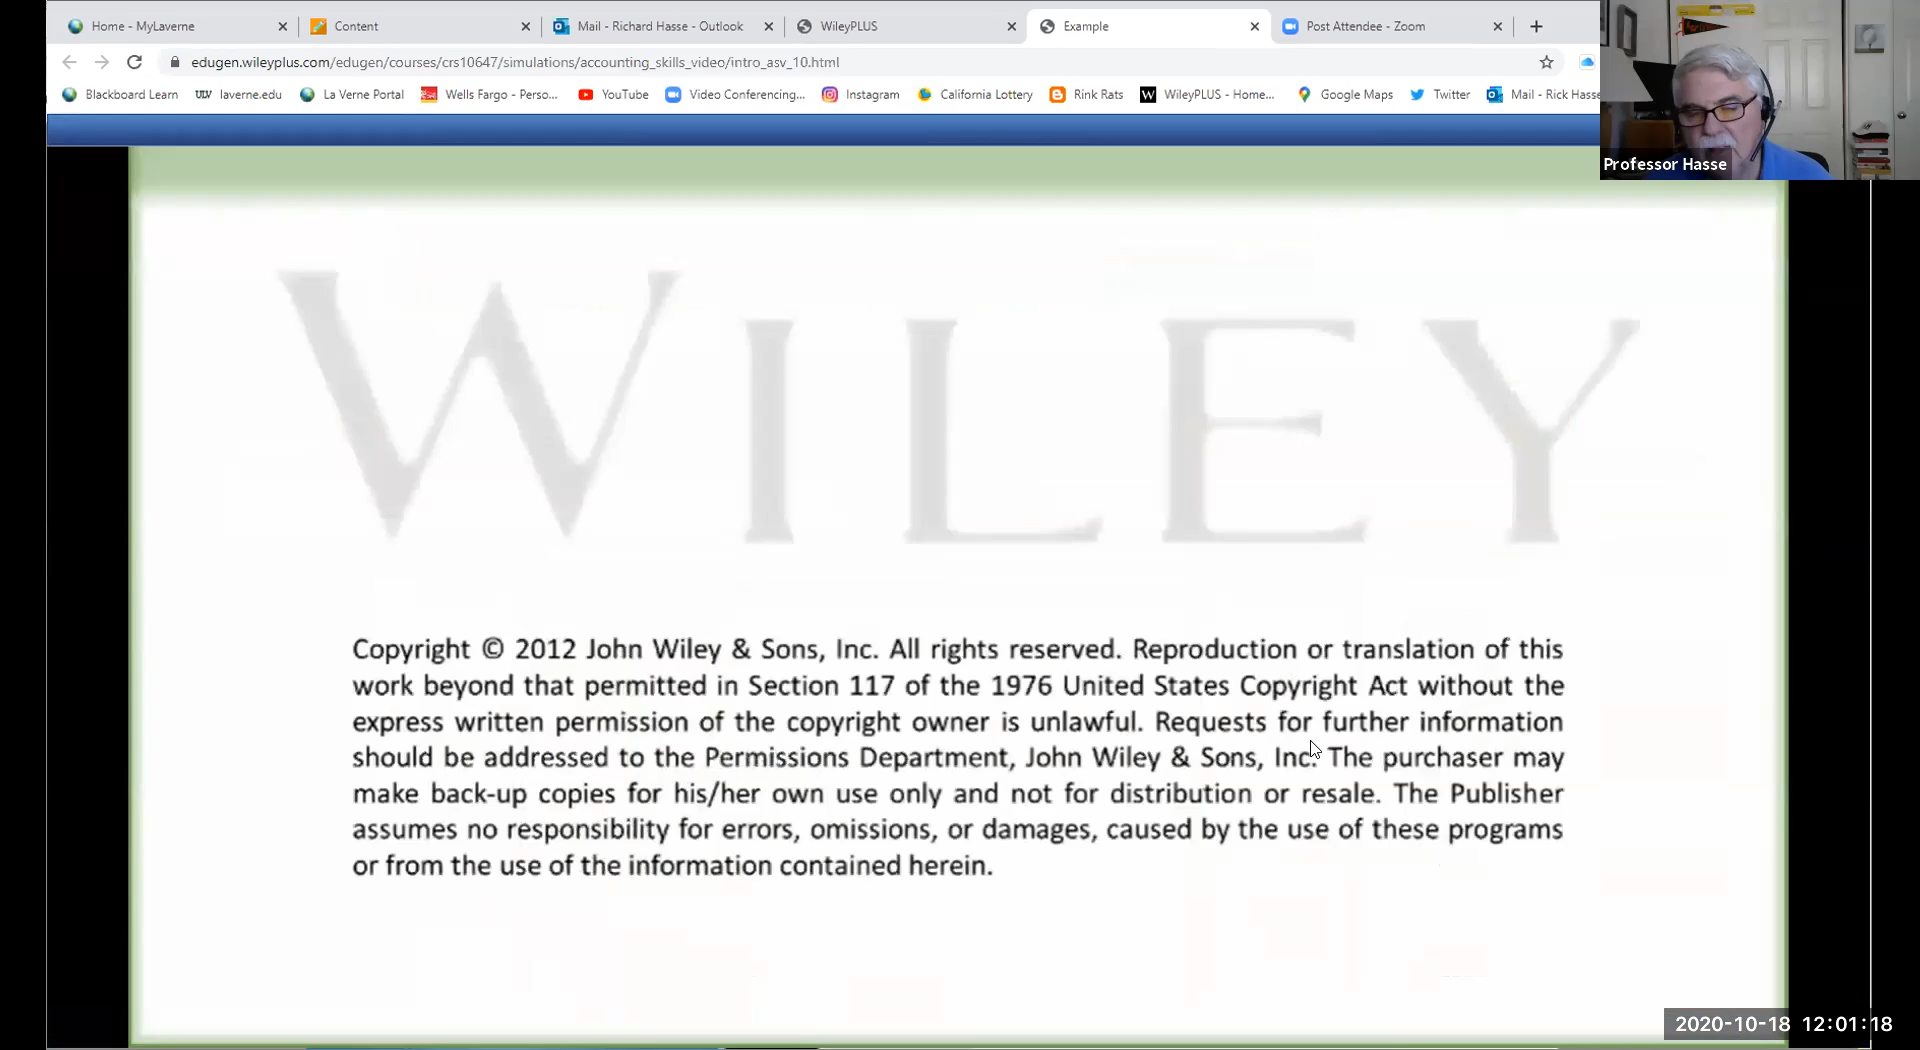 Home - MyLaverne
Content
Mail - Richard Hasse - Outlook
WileyPLUS
Example
Post Attendee - Zoom
edugen.wileyplus.com/edugen/courses/crs10647/simulations/accounting_skills_video/intro_asv_10.html
Blackboard Learn
ULV laverne.edu
La Verne Portal
Wells Fargo - Perso...
YouTube
Video Conferencing...
Instagram
California Lottery
Rink Rats
W WileyPLUS - Home...
Google Maps
Twitter
Mail - Rick Hasse
Professor Hasse
WILEY
Copyright © 2012 John Wiley & Sons, Inc. All rights reserved. Reproduction or translation of this
work beyond that permitted in Section 117 of the 1976 United States Copyright Act without the
express written permission of the copyright owner is unlawful. Requests for further information
should be addressed to the Permissions Department, John Wiley & Sons, Inc. The purchaser may
make back-up copies for his/her own use only and not for distribution or resale. The Publisher
assumes no responsibility for errors, omissions, or damages, caused by the use of these programs
or from the use of the information contained herein.
2020-10-18 12:01:18